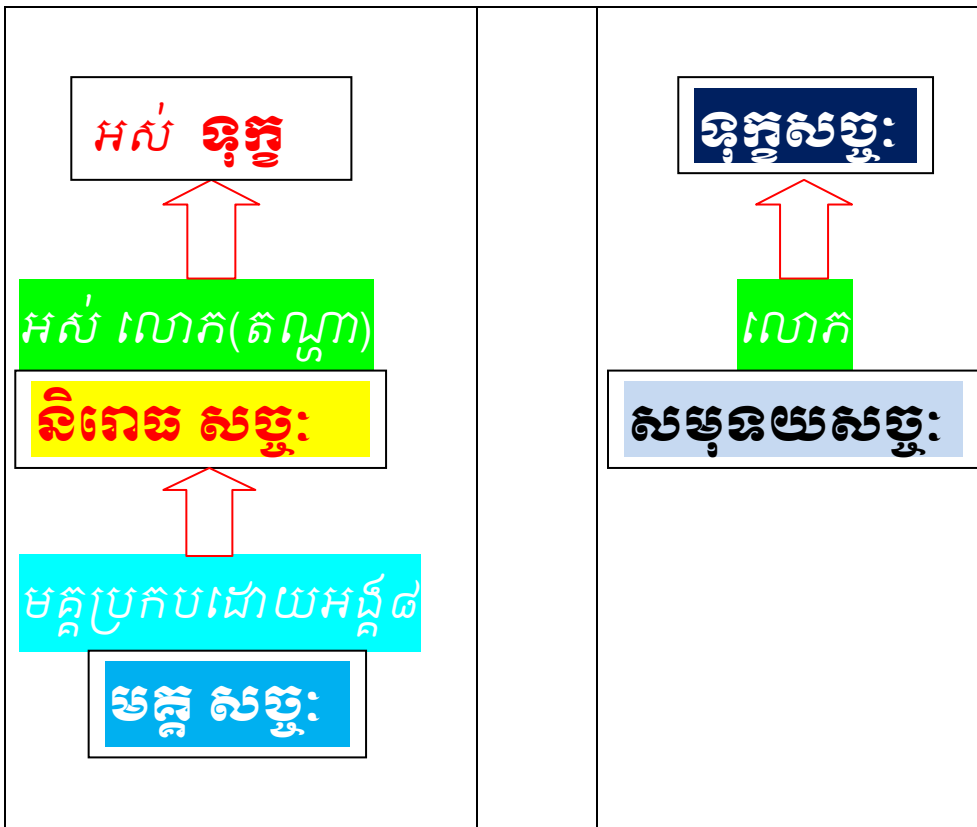 អស់ ទុក្ខ
អស់ លោភ(តណ្ហា)
និរោធ សច្ចៈ
មគ្គប្រកបដោយអង្គ៨
មគ្គ សច្ចៈ
ទុក្ខសច្ចៈ
លោភ
សមុទយសច្ចៈ